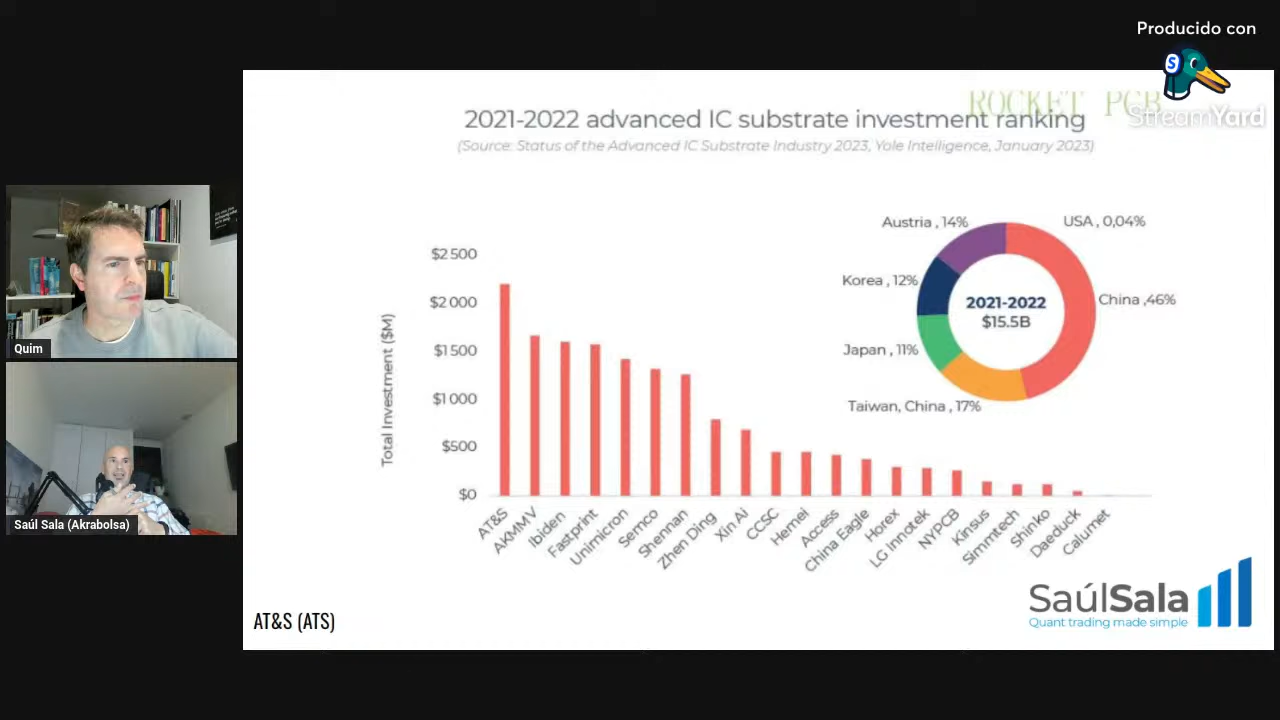 Producido con
StreamYard
ROCKET PCB
2021-2022 advanced IC substrate investment ranking
(Source: Status of the Advanced IC Substrate Industry 2023, Yole Intelligence, January 2023)
Total Investment ($M)
$2 500
$2 000
$1 500
$1 000
$500
$0
AT&S
AKMMV
Ibiden
Fastprint
Unimicron
Semco
Shennan
Zhen Ding
Xin Ai
CCSC
Hemei
Access
China Eagle
Horex
LG Innotek
NYPCB
Kinsus
Simmtech
Shinko
Daeduck
Calumet
Austria , 14%
USA , 0,04%
Korea , 12%
China ,46%
2021-2022
$15.5B
Japan , 11%
Taiwan, China , 17%
Quim
Saúl Sala (Akrabolsa)
AT&S (ATS)
SaúlSala
Quant trading made simple